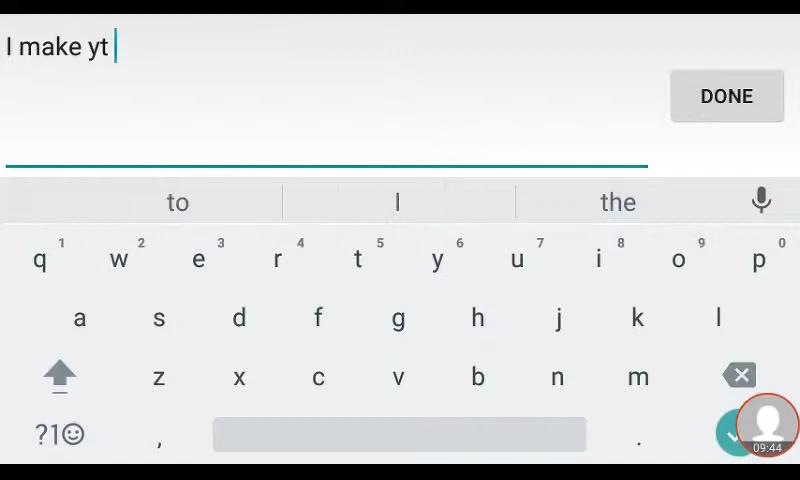 I make yt
DONE
to I the
1 2 3 4 5 6 7 8 9 0
q w e r t y u i o p
a s d f g h j k l
z x c v b n m
?1 , .
09:44